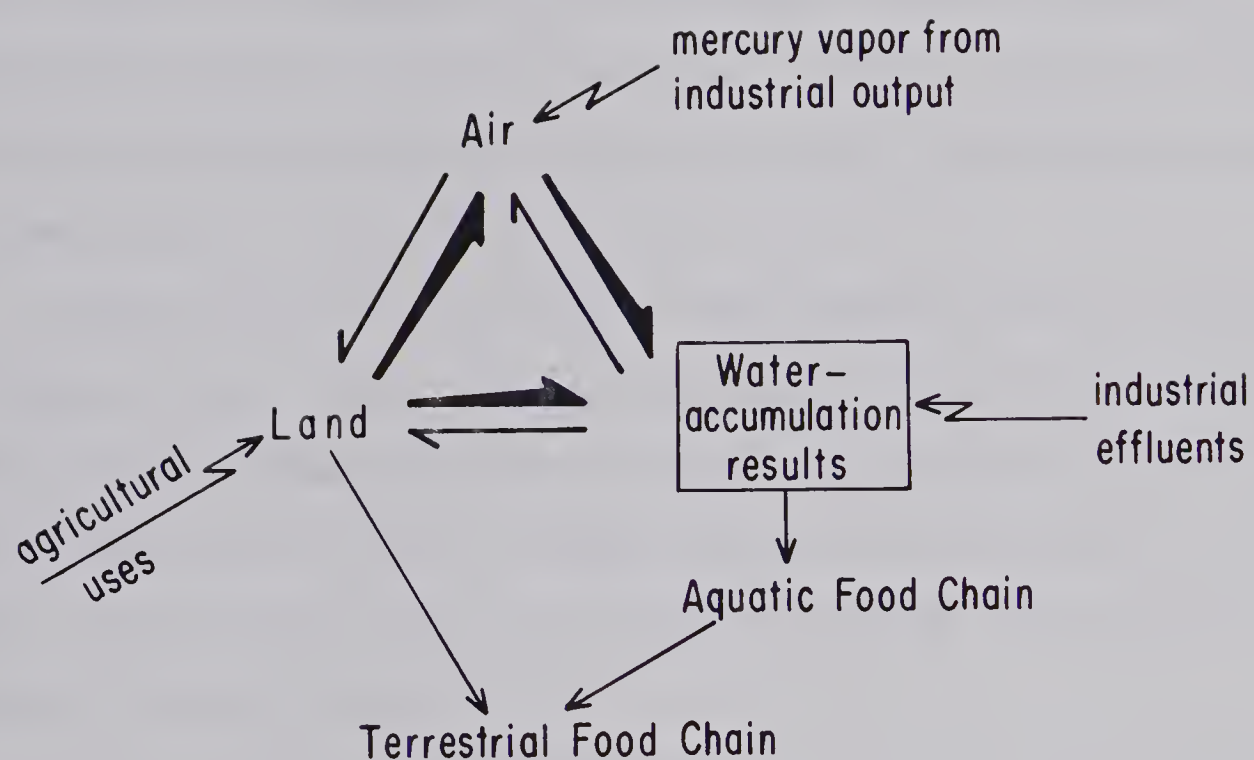 mercury vapor from
industrial output
Air
Land
Water-
accumulation
results
industrial
effluents
agricultural
uses
Aquatic Food Chain
Terrestrial Food Chain